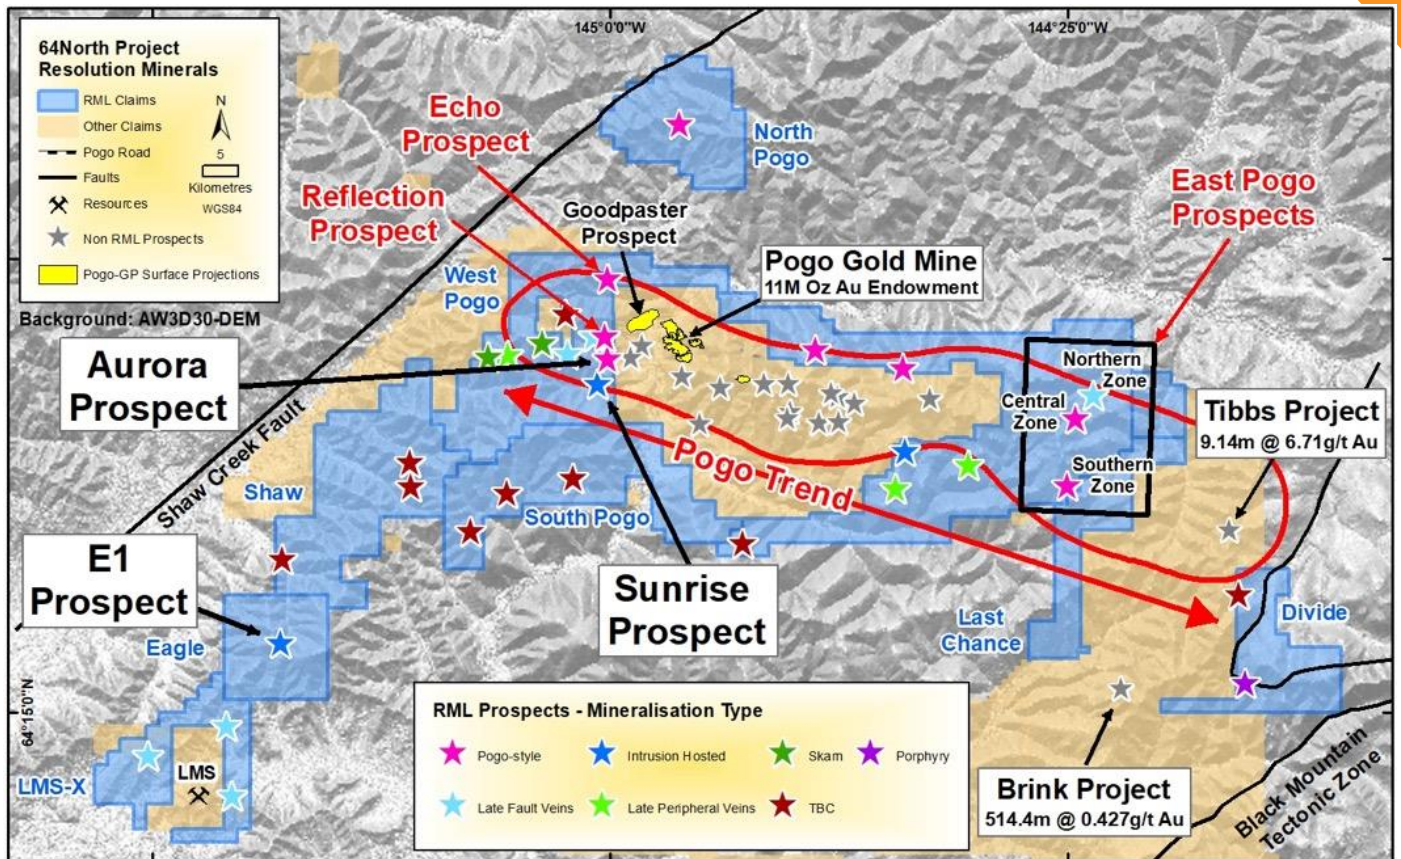 64North Project
Resolution Minerals
RML Claims
Other Claims
Pogo Road
Faults
Resources
Non RML Prospects
Pogo-GP Surface Projections
N
5
Kilometres
WGS84
Background: AW3D30-DEM
145°0'0"W
144°25'0"W
64°15'0"N
North
Pogo
Echo
Prospect
Reflection
Prospect
Goodpaster
Prospect
Pogo Gold Mine
11M Oz Au Endowment
East Pogo
Prospects
West
Pogo
Aurora
Prospect
Northern
Zone
Central
Zone
Southern
Zone
Tibbs Project
9.14m @ 6.71g/t Au
Shaw Creek Fault
Pogo Trend
Shaw
South Pogo
E1
Prospect
Sunrise
Prospect
Eagle
Last
Chance
Divide
LMS-X
LMS
RML Prospects - Mineralisation Type
Pogo-style
Intrusion Hosted
Skarn
Porphyry
Late Fault Veins
Late Peripheral Veins
TBC
Brink Project
514.4m @ 0.427g/t Au
Black Mountain
Tectonic Zone